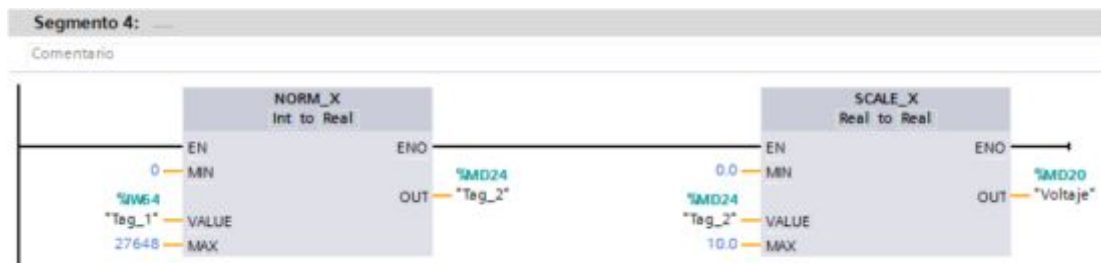 Segmento 4: ....
Comentario
NORM_X
Int to Real
EN
ENO
0
MIN
%IW64
"Tag_1"
VALUE
27648
MAX
OUT
%MD24
"Tag_2"
SCALE_X
Real to Real
EN
ENO
0.0
MIN
%MD24
"Tag_2"
VALUE
10.0
MAX
OUT
%MD20
"Voltaje"